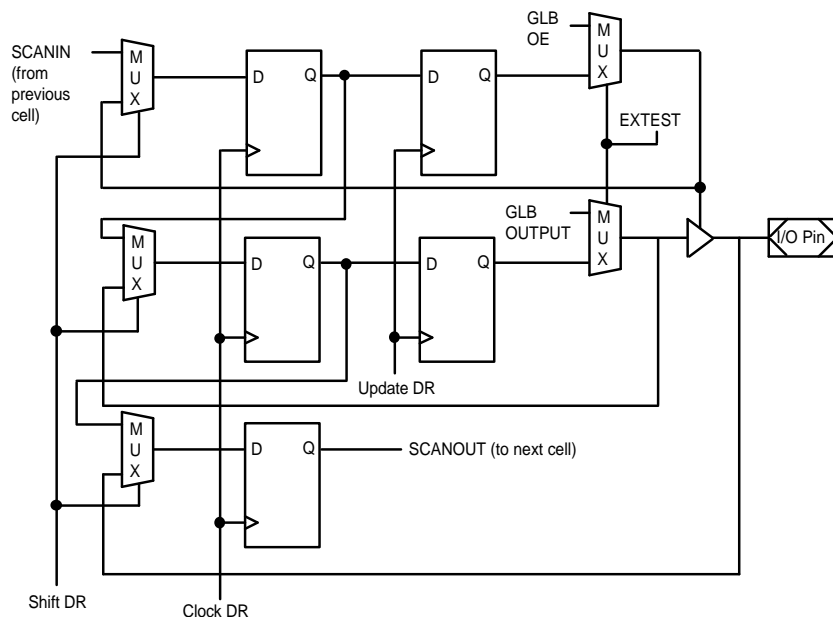 GLB
OE
SCANIN
(from
previous
cell)
M
U
X
D
Q
D
Q
M
U
X
EXTEST
GLB
OUTPUT
M
U
X
D
Q
D
Q
M
U
X
I/O Pin
Update DR
M
U
X
D
Q
SCANOUT (to next cell)
Shift DR
Clock DR